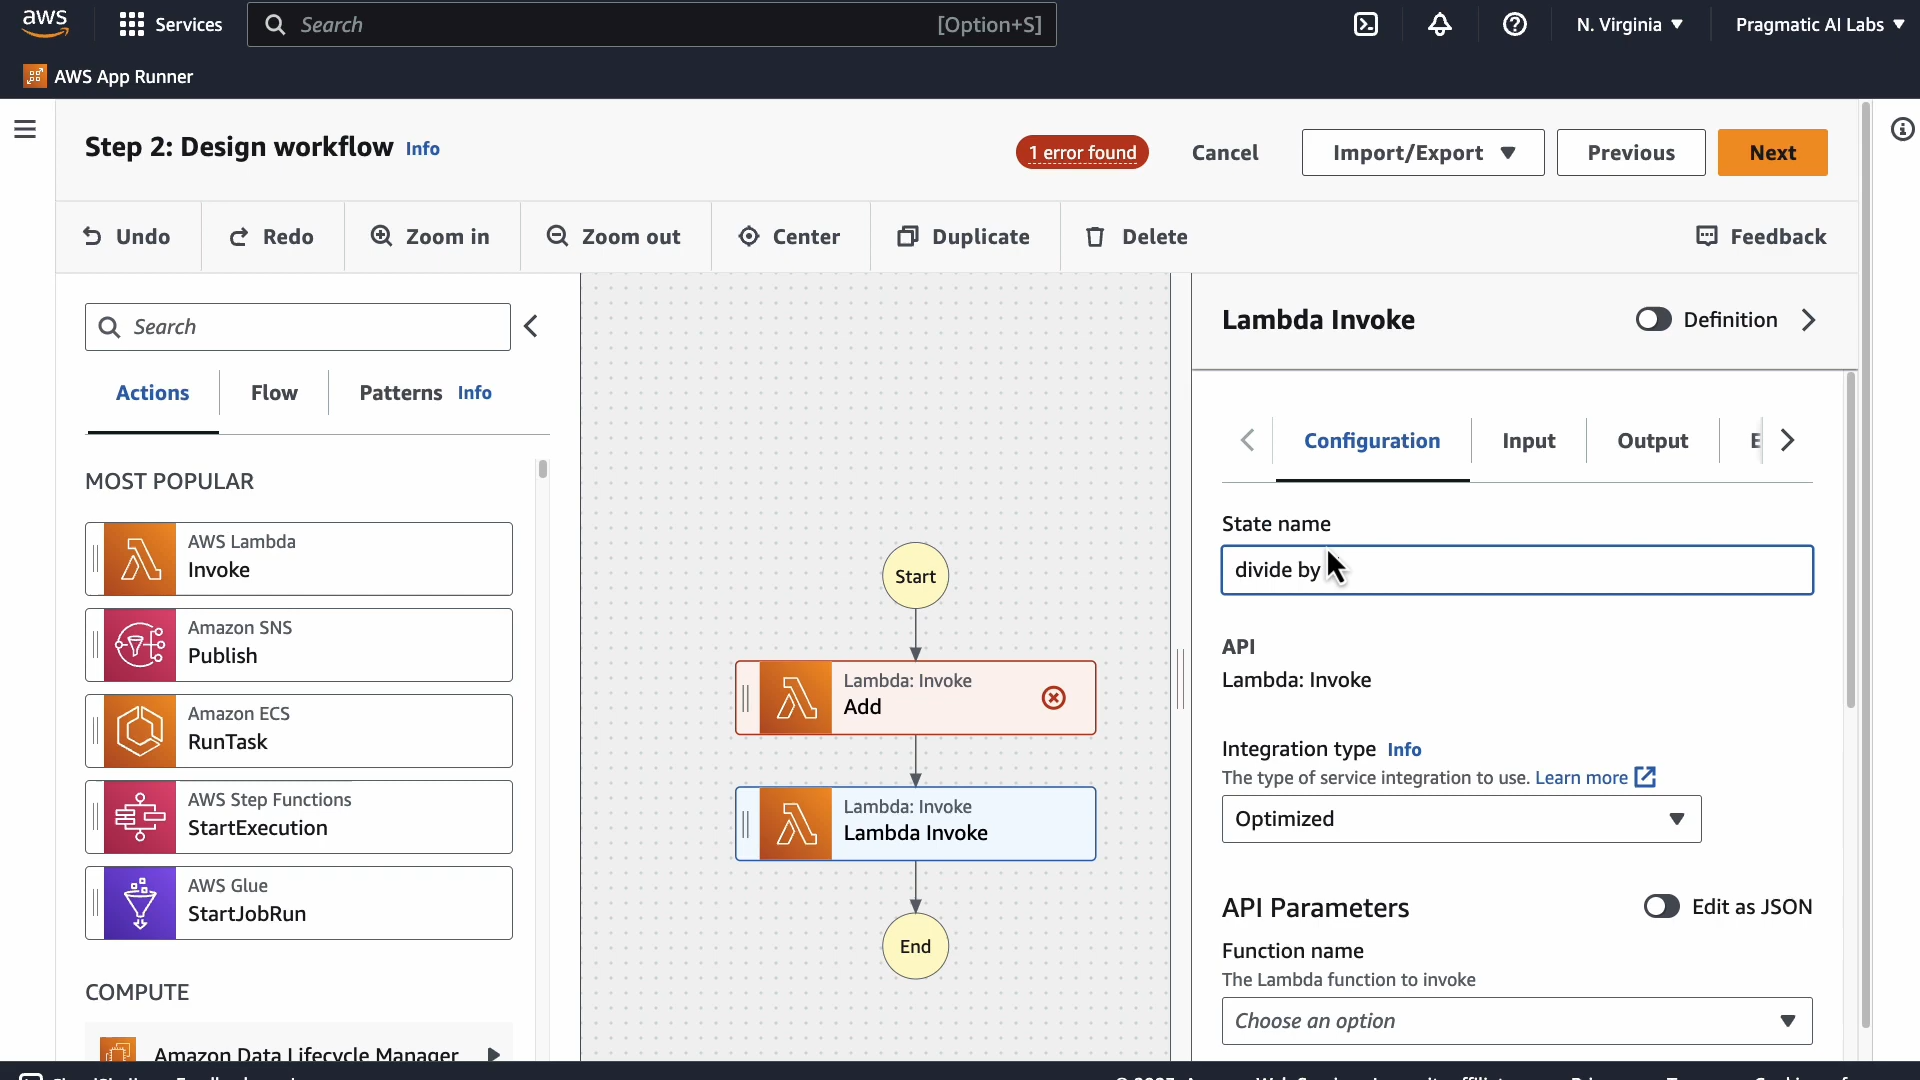 aws
Services
Search
[Option+S]
N. Virginia
Pragmatic AI Labs
AWS App Runner
Step 2: Design workflow Info
1 error found
Cancel
Import/Export
Previous
Next
Undo
Redo
Zoom in
Zoom out
Center
Duplicate
Delete
Feedback
Search
Actions
Flow
Patterns Info
MOST POPULAR
AWS Lambda
Invoke
Amazon SNS
Publish
Amazon ECS
RunTask
AWS Step Functions
StartExecution
AWS Glue
StartJobRun
COMPUTE
Amazon Data Lifecycle Manager
Start
Lambda: Invoke
Add
Lambda: Invoke
Lambda Invoke
End
Lambda Invoke
Definition
Configuration
Input
Output
State name
divide by
API
Lambda: Invoke
Integration type Info
The type of service integration to use. Learn more
Optimized
API Parameters
Edit as JSON
Function name
The Lambda function to invoke
Choose an option